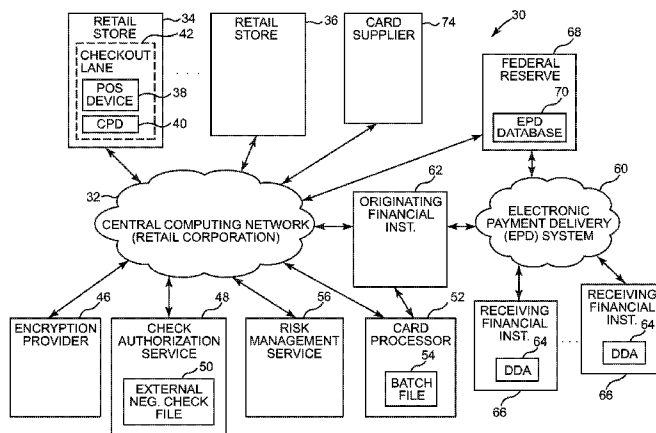 RETAIL STORE 34
42
CHECKOUT LANE
POS DEVICE 38
CPD 40
RETAIL STORE 36
CARD SUPPLIER 74
30
FEDERAL RESERVE 68
70
EPD DATABASE
32
CENTRAL COMPUTING NETWORK
(RETAIL CORPORATION)
62
ORIGINATING
FINANCIAL
INST.
60
ELECTRONIC
PAYMENT DELIVERY
(EPD) SYSTEM
46
ENCRYPTION
PROVIDER
48
CHECK
AUTHORIZATION
SERVICE
50
EXTERNAL
NEG. CHECK
FILE
56
RISK
MANAGEMENT
SERVICE
52
CARD
PROCESSOR
54
BATCH
FILE
RECEIVING
FINANCIAL
INST. 64
DDA
66
RECEIVING
FINANCIAL
INST. 64
DDA
66